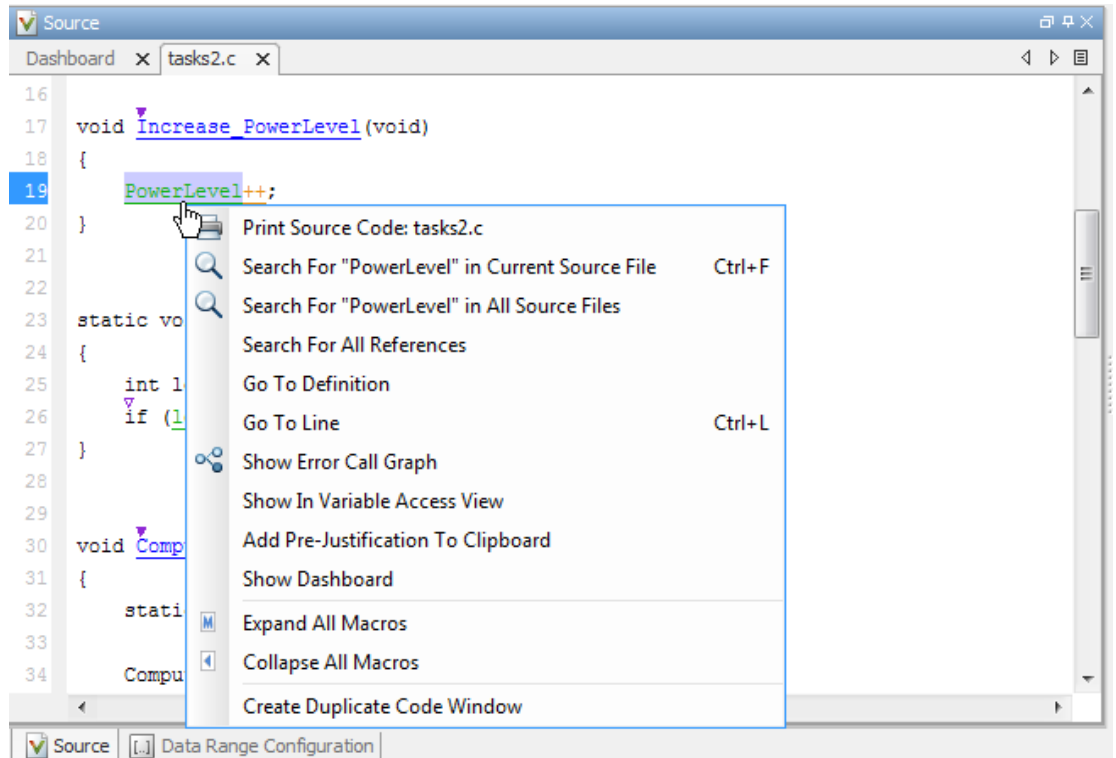 Source
Dashboard tasks2.c
16
17 void Increase_PowerLevel(void)
18 {
19 PowerLevel++;
20 }
21
22
23 static vo
24 {
25 int l
26 if (l
27 }
28
29
30 void Comp
31 {
32 stati
33
34 Compu
Print Source Code: tasks2.c
Search For "PowerLevel" in Current Source File Ctrl+F
Search For "PowerLevel" in All Source Files
Search For All References
Go To Definition
Go To Line Ctrl+L
Show Error Call Graph
Show In Variable Access View
Add Pre-Justification To Clipboard
Show Dashboard
M Expand All Macros
Collapse All Macros
Create Duplicate Code Window
Source [..] Data Range Configuration